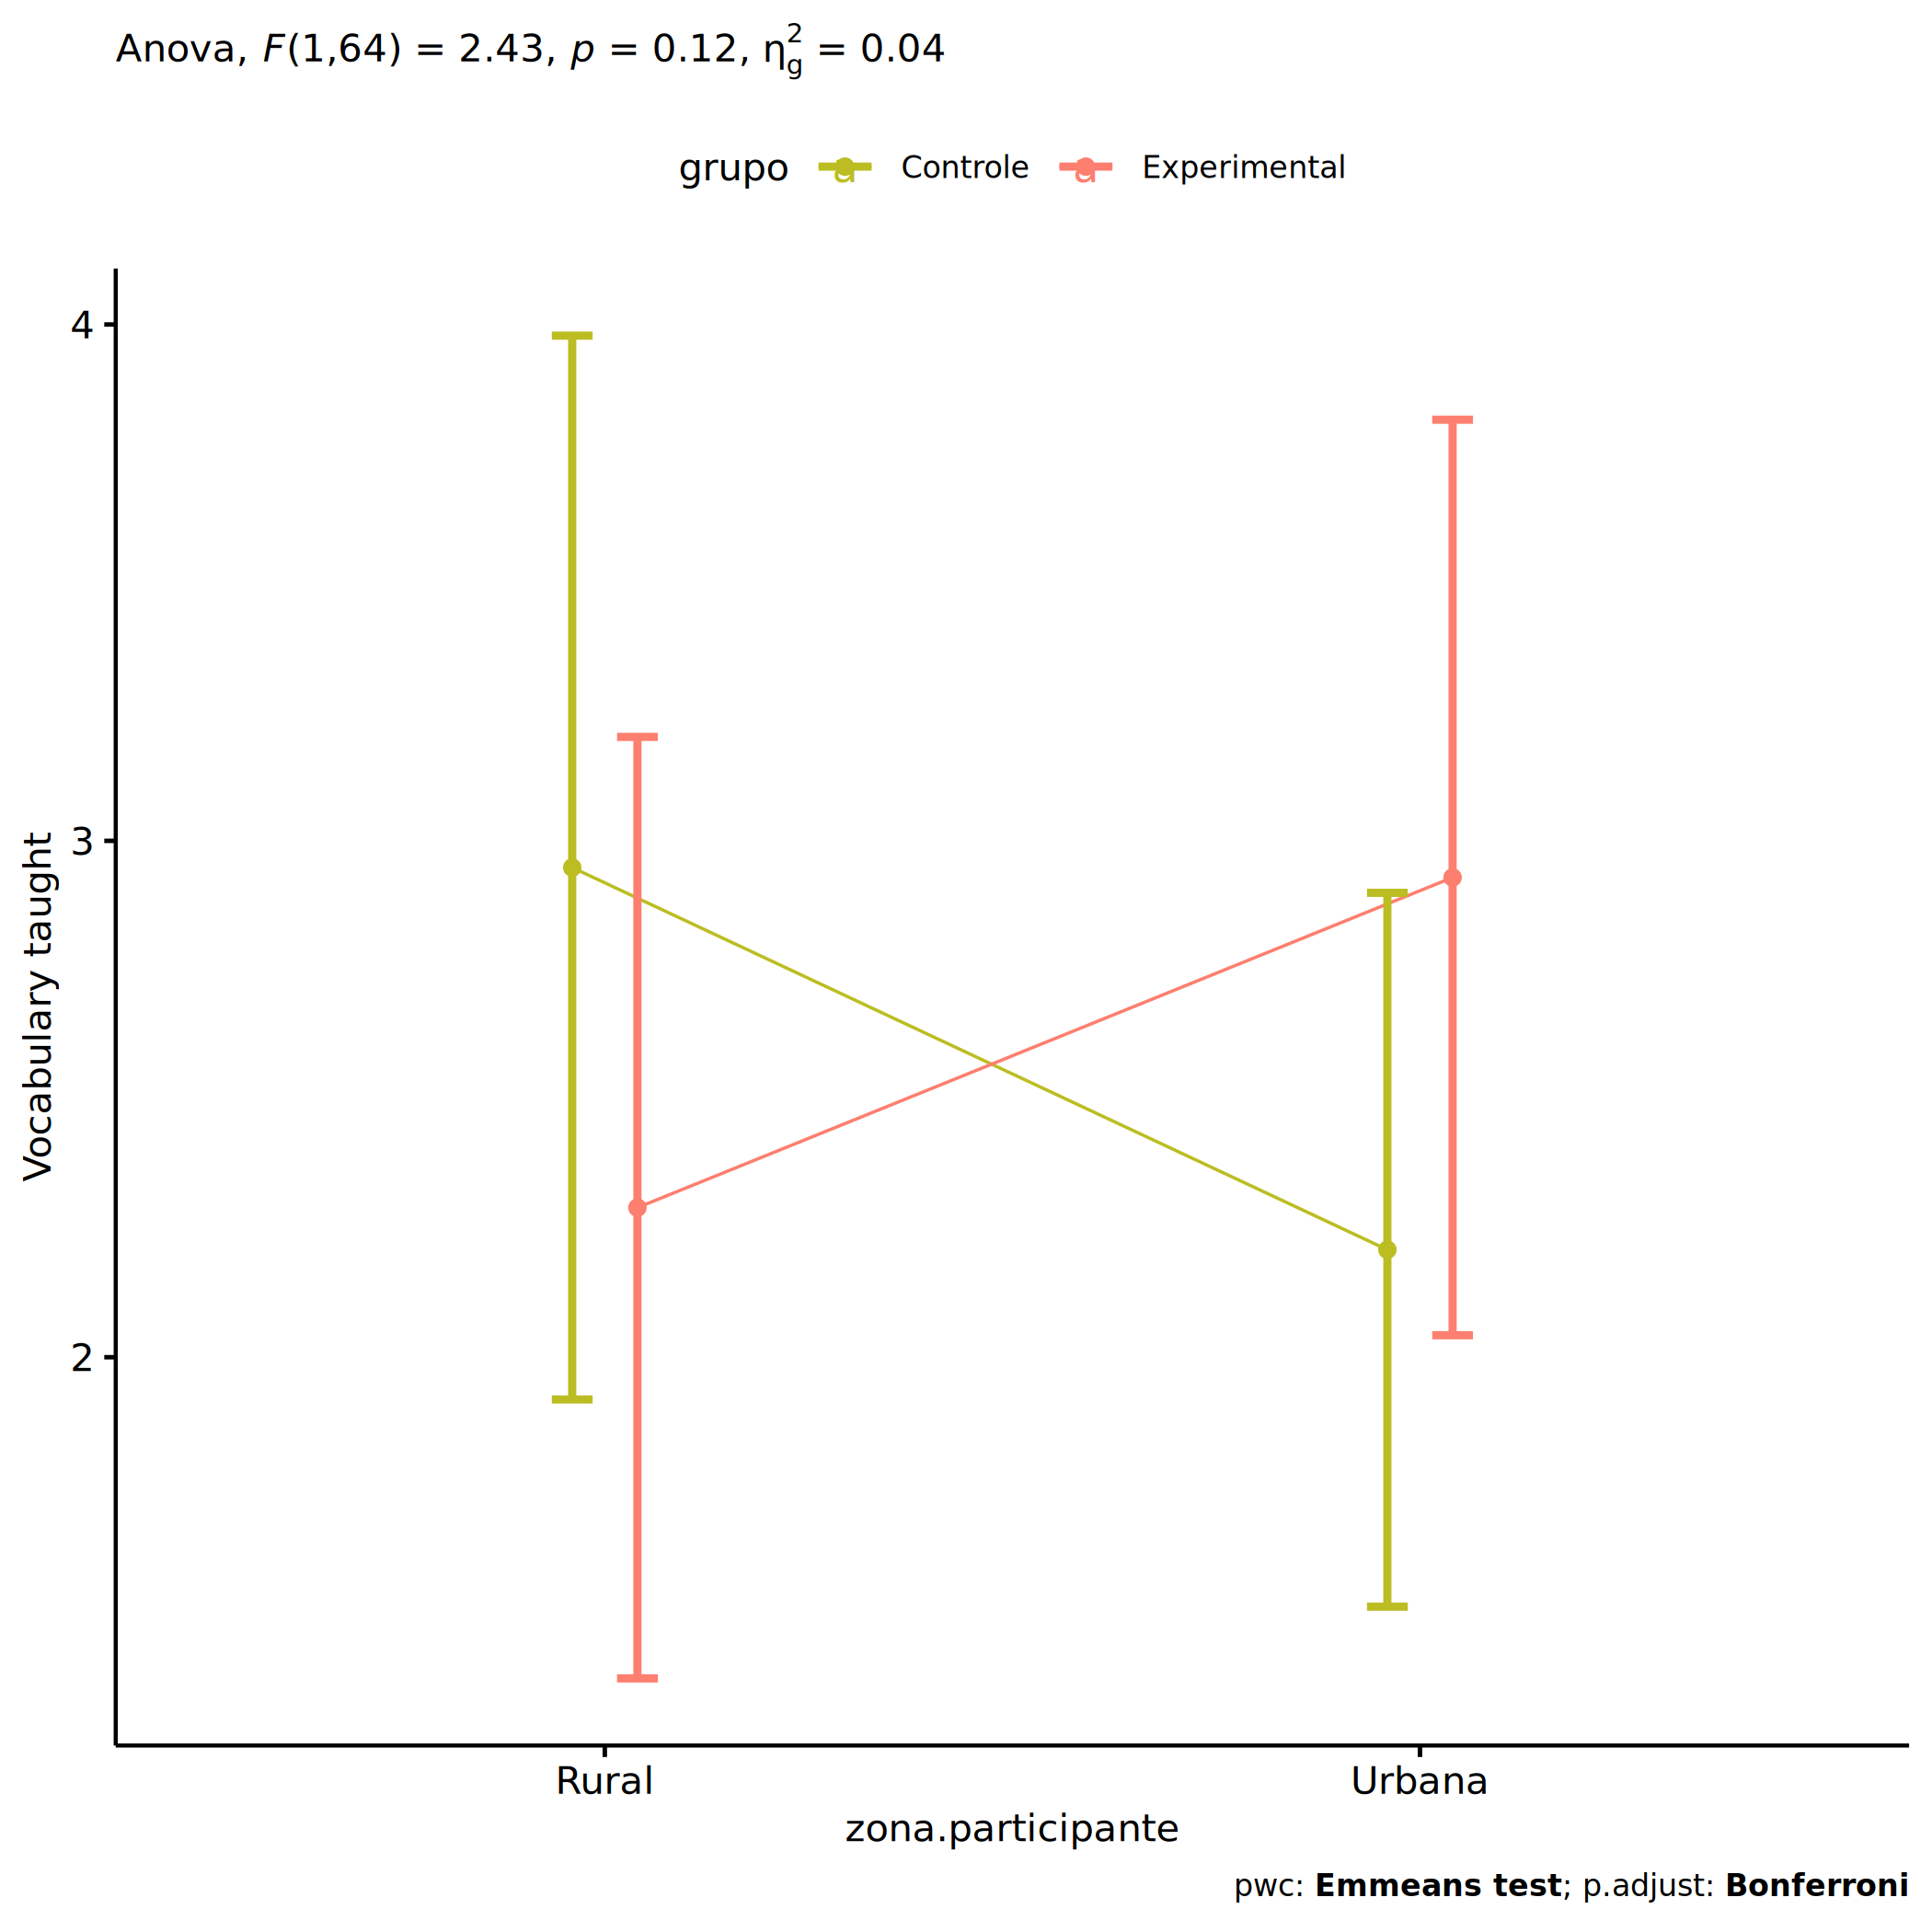 Anova, F(1,64) = 2.43, p = 0.12, η²g = 0.04
grupo a Controle a Experimental
4
3
2
Vocabulary taught
Rural Urbana
zona.participante
pwc: Emmeans test; p.adjust: Bonferroni